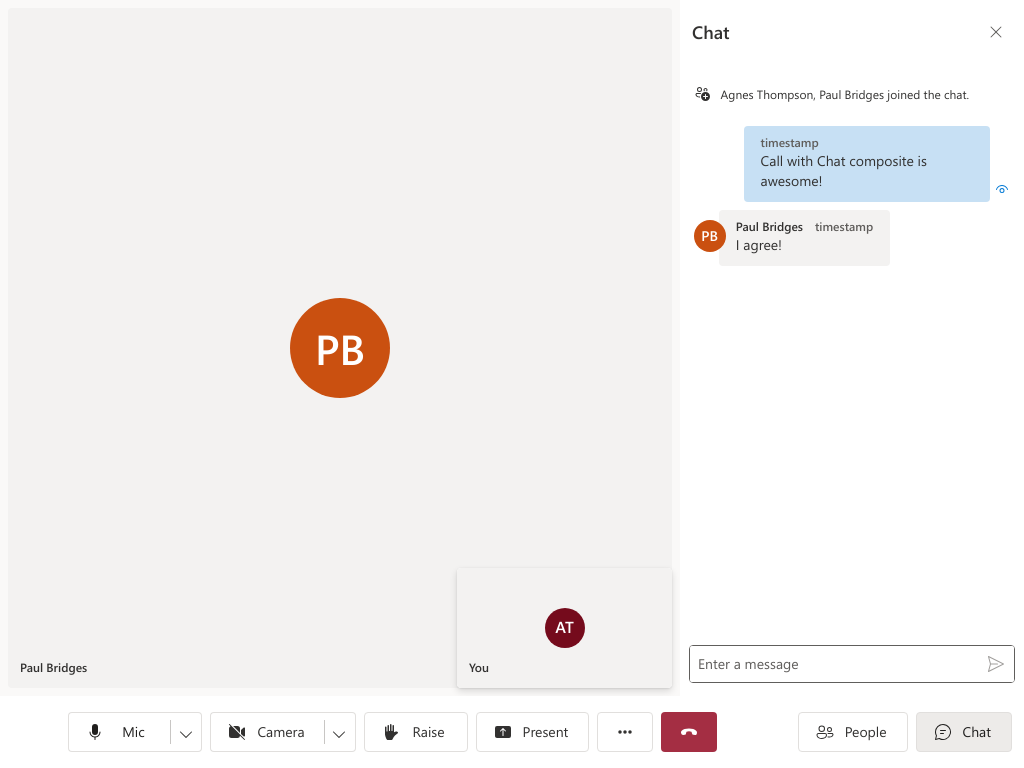 PB
Paul Bridges
AT
You
Chat
Agnes Thompson, Paul Bridges joined the chat.
timestamp
Call with Chat composite is
awesome!
PB
Paul Bridges timestamp
I agree!
Enter a message
Mic
Camera
Raise
Present
People
Chat